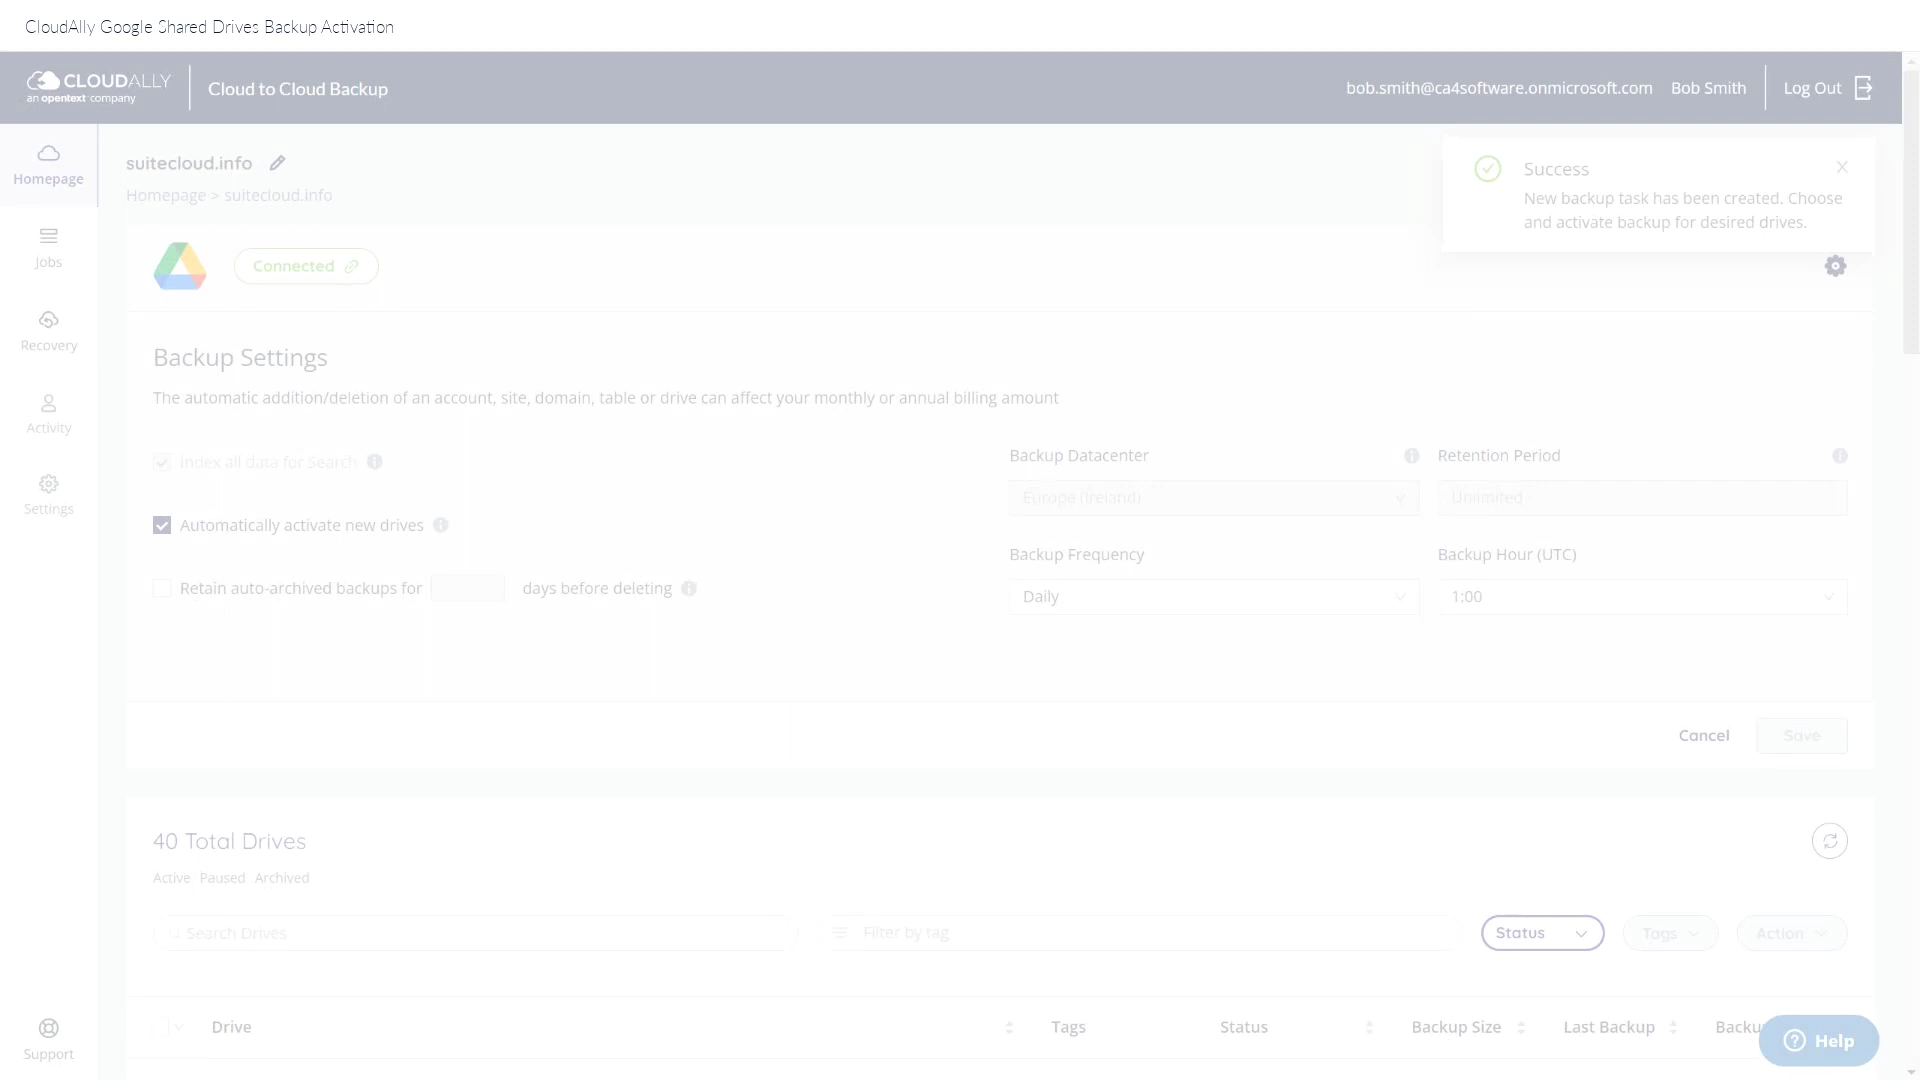 CloudAlly Google Shared Drives Backup Activation
CLOUDALLY
an opentext company
Cloud to Cloud Backup
bob.smith@ca4software.onmicrosoft.com
Bob Smith
Log Out
Homepage
Jobs
Recovery
Activity
Settings
Support
suitecloud.info
Homepage > suitecloud.info
Success
New backup task has been created. Choose
and activate backup for desired drives.
Connected
Backup Settings
The automatic addition/deletion of an account, site, domain, table or drive can affect your monthly or annual billing amount
Index all data for Search
Automatically activate new drives
Retain auto-archived backups for days before deleting
Backup Datacenter
Europe (Ireland)
Retention Period
Unlimited
Backup Frequency
Daily
Backup Hour (UTC)
1:00
Cancel
Save
40 Total Drives
Active Paused Archived
Search Drives
Filter by tag
Status
Tags
Action
Drive
Tags
Status
Backup Size
Last Backup
Help